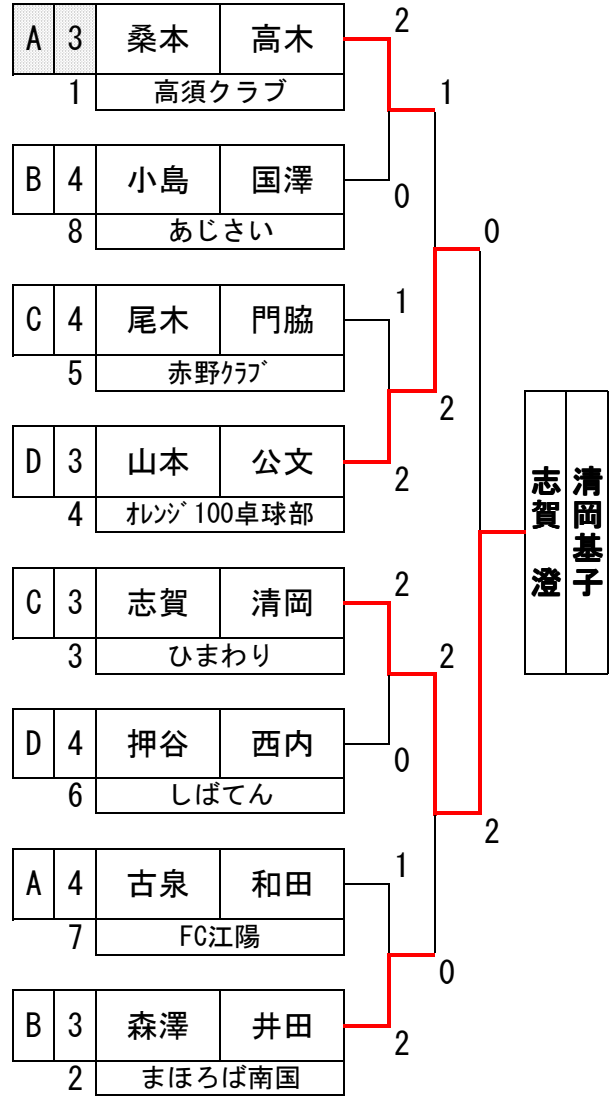 A 3 桑本 高木
1 高須クラブ
B 4 小島 国澤
8 あじさい
C 4 尾木 門脇
5 赤野ｸﾗﾌﾞ
D 3 山本 公文
4 ｵﾚﾝｼﾞ100卓球部
C 3 志賀 清岡
3 ひまわり
D 4 押谷 西内
6 しばてん
A 4 古泉 和田
7 FC江陽
B 3 森澤 井田
2 まほろば南国
2
0
1
2
2
0
1
2
1
2
2
0
0
2
清岡基子
志賀 澄